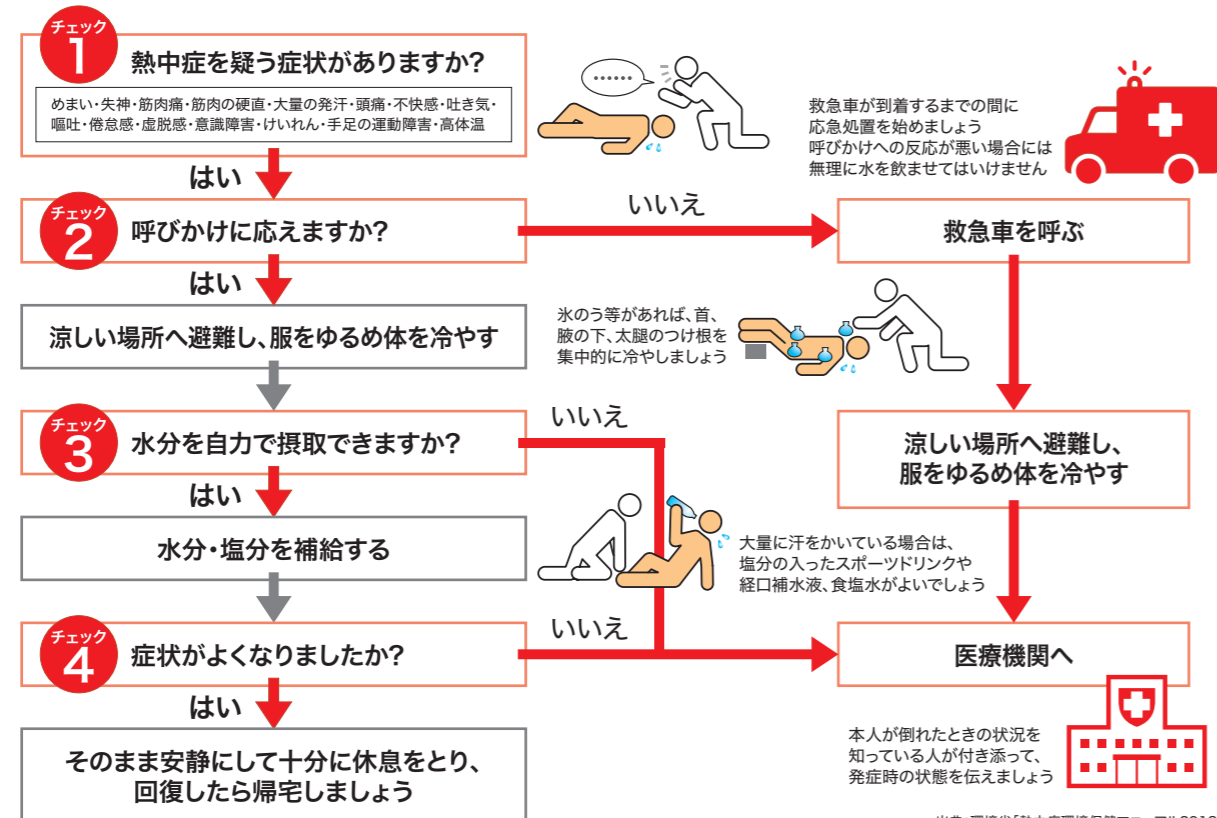 チェック
1
熱中症を疑う症状がありますか?
めまい・失神・筋肉痛・筋肉の硬直・大量の発汗・頭痛・不快感・吐き気・
嘔吐・倦怠感・虚脱感・意識障害・けいれん・手足の運動障害・高体温
……
救急車が到着するまでの間に
応急処置を始めましょう
呼びかけへの反応が悪い場合には
無理に水を飲ませてはいけません
はい
チェック
2
呼びかけに応えますか?
いいえ
救急車を呼ぶ
はい
涼しい場所へ避難し、服をゆるめ体を冷やす
氷のう等があれば、首、
腋の下、太腿のつけ根を
集中的に冷やしましょう
チェック
3
水分を自力で摂取できますか?
いいえ
涼しい場所へ避難し、
服をゆるめ体を冷やす
はい
水分・塩分を補給する
大量に汗をかいている場合は、
塩分の入ったスポーツドリンクや
経口補水液、食塩水がよいでしょう
チェック
4
症状がよくなりましたか?
いいえ
医療機関へ
はい
そのまま安静にして十分に休息をとり、
回復したら帰宅しましょう
本人が倒れたときの状況を
知っている人が付き添って、
発症時の状態を伝えましょう